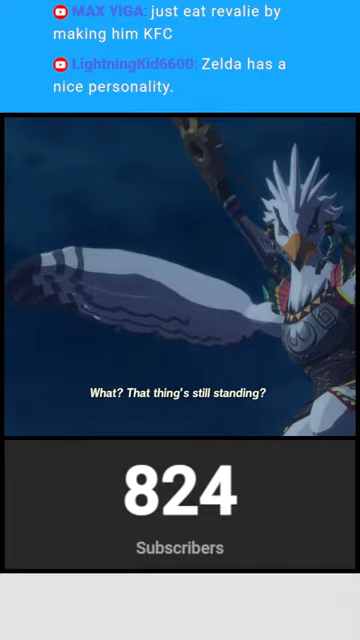 MAX YIGA: just eat revalie by
making him KFC
LightningKid6600: Zelda has a
nice personality.
What? That thing's still standing?
824
Subscribers